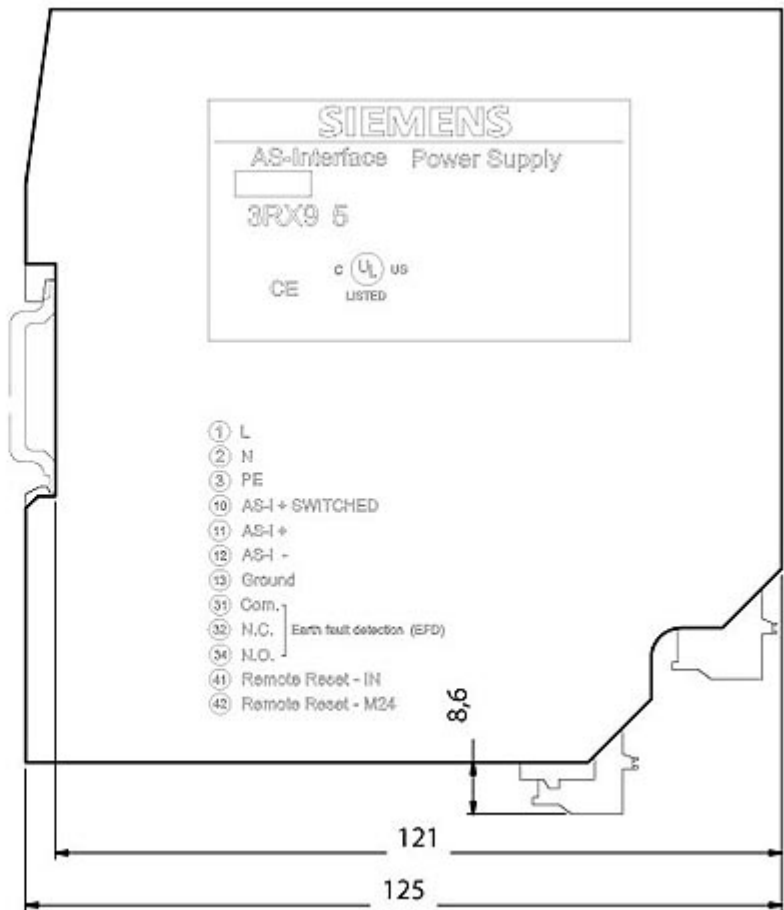 SIEMENS
AS-Interface Power Supply
3RX9 5
CE
C UL US
LISTED
1 L
2 N
3 PE
10 AS-I + SWITCHED
11 AS-I +
12 AS-I -
13 Ground
31 Com.
32 N.C. Earth fault detection (EFD)
34 N.O.
41 Remote Reset - IN
42 Remote Reset - M24
8,6
121
125